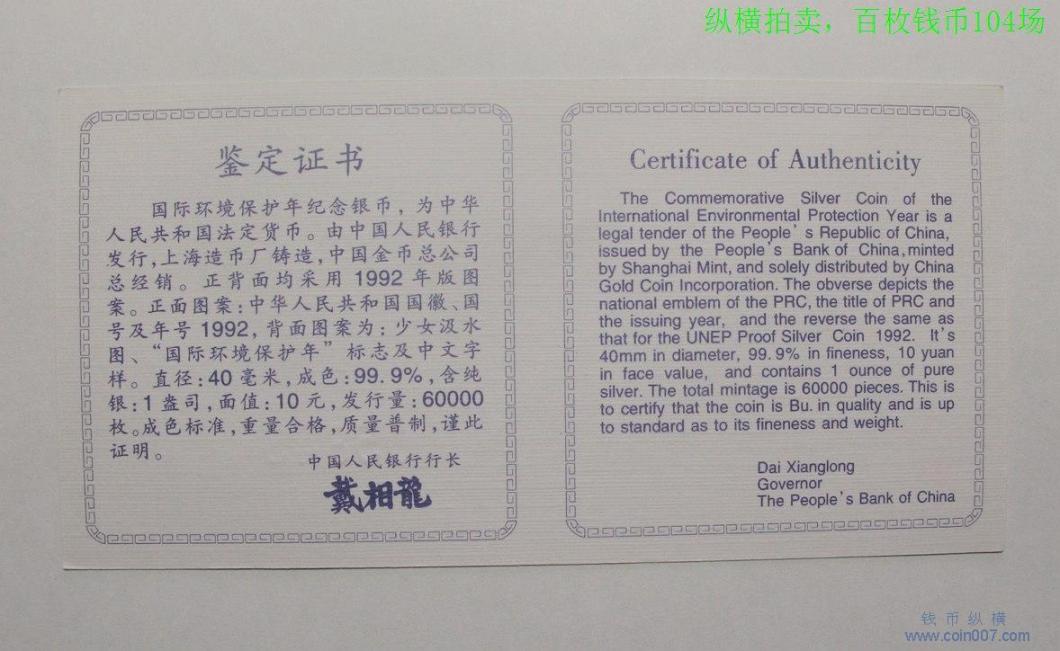 纵横拍卖，百枚钱币104场
鉴定证书
国际环境保护年纪念银币，为中华
人民共和国法定货币。由中国人民银行
发行，上海造币厂铸造，中国金币总公司
总经销。正背面均采用1992年版图
案。正面图案：中华人民共和国国徽、国
号及年号1992，背面图案为：少女汲水
图、“国际环境保护年”标志及中文字
样。直径：40毫米，成色：99.9%，含纯
银：1盎司，面值：10元，发行量：60000
枚。成色标准，重量合格，质量普制，谨此
证明。
中国人民银行行长
戴相龍
Certificate of Authenticity
The Commemorative Silver Coin of the
International Environmental Protection Year is a
legal tender of the People's Republic of China,
issued by the People's Bank of China,minted
by Shanghai Mint, and solely distributed by China
Gold Coin Incorporation. The obverse depicts the
national emblem of the PRC, the title of PRC and
the issuing year, and the reverse the same as
that for the UNEP Proof Silver Coin 1992. It's
40mm in diameter, 99.9% in fineness, 10 yuan
in face value, and contains 1 ounce of pure
silver. The total mintage is 60000 pieces. This is
to certify that the coin is Bu. in quality and is up
to standard as to its fineness and weight.
Dai Xianglong
Governor
The People's Bank of China
钱币纵横
www.coin007.com